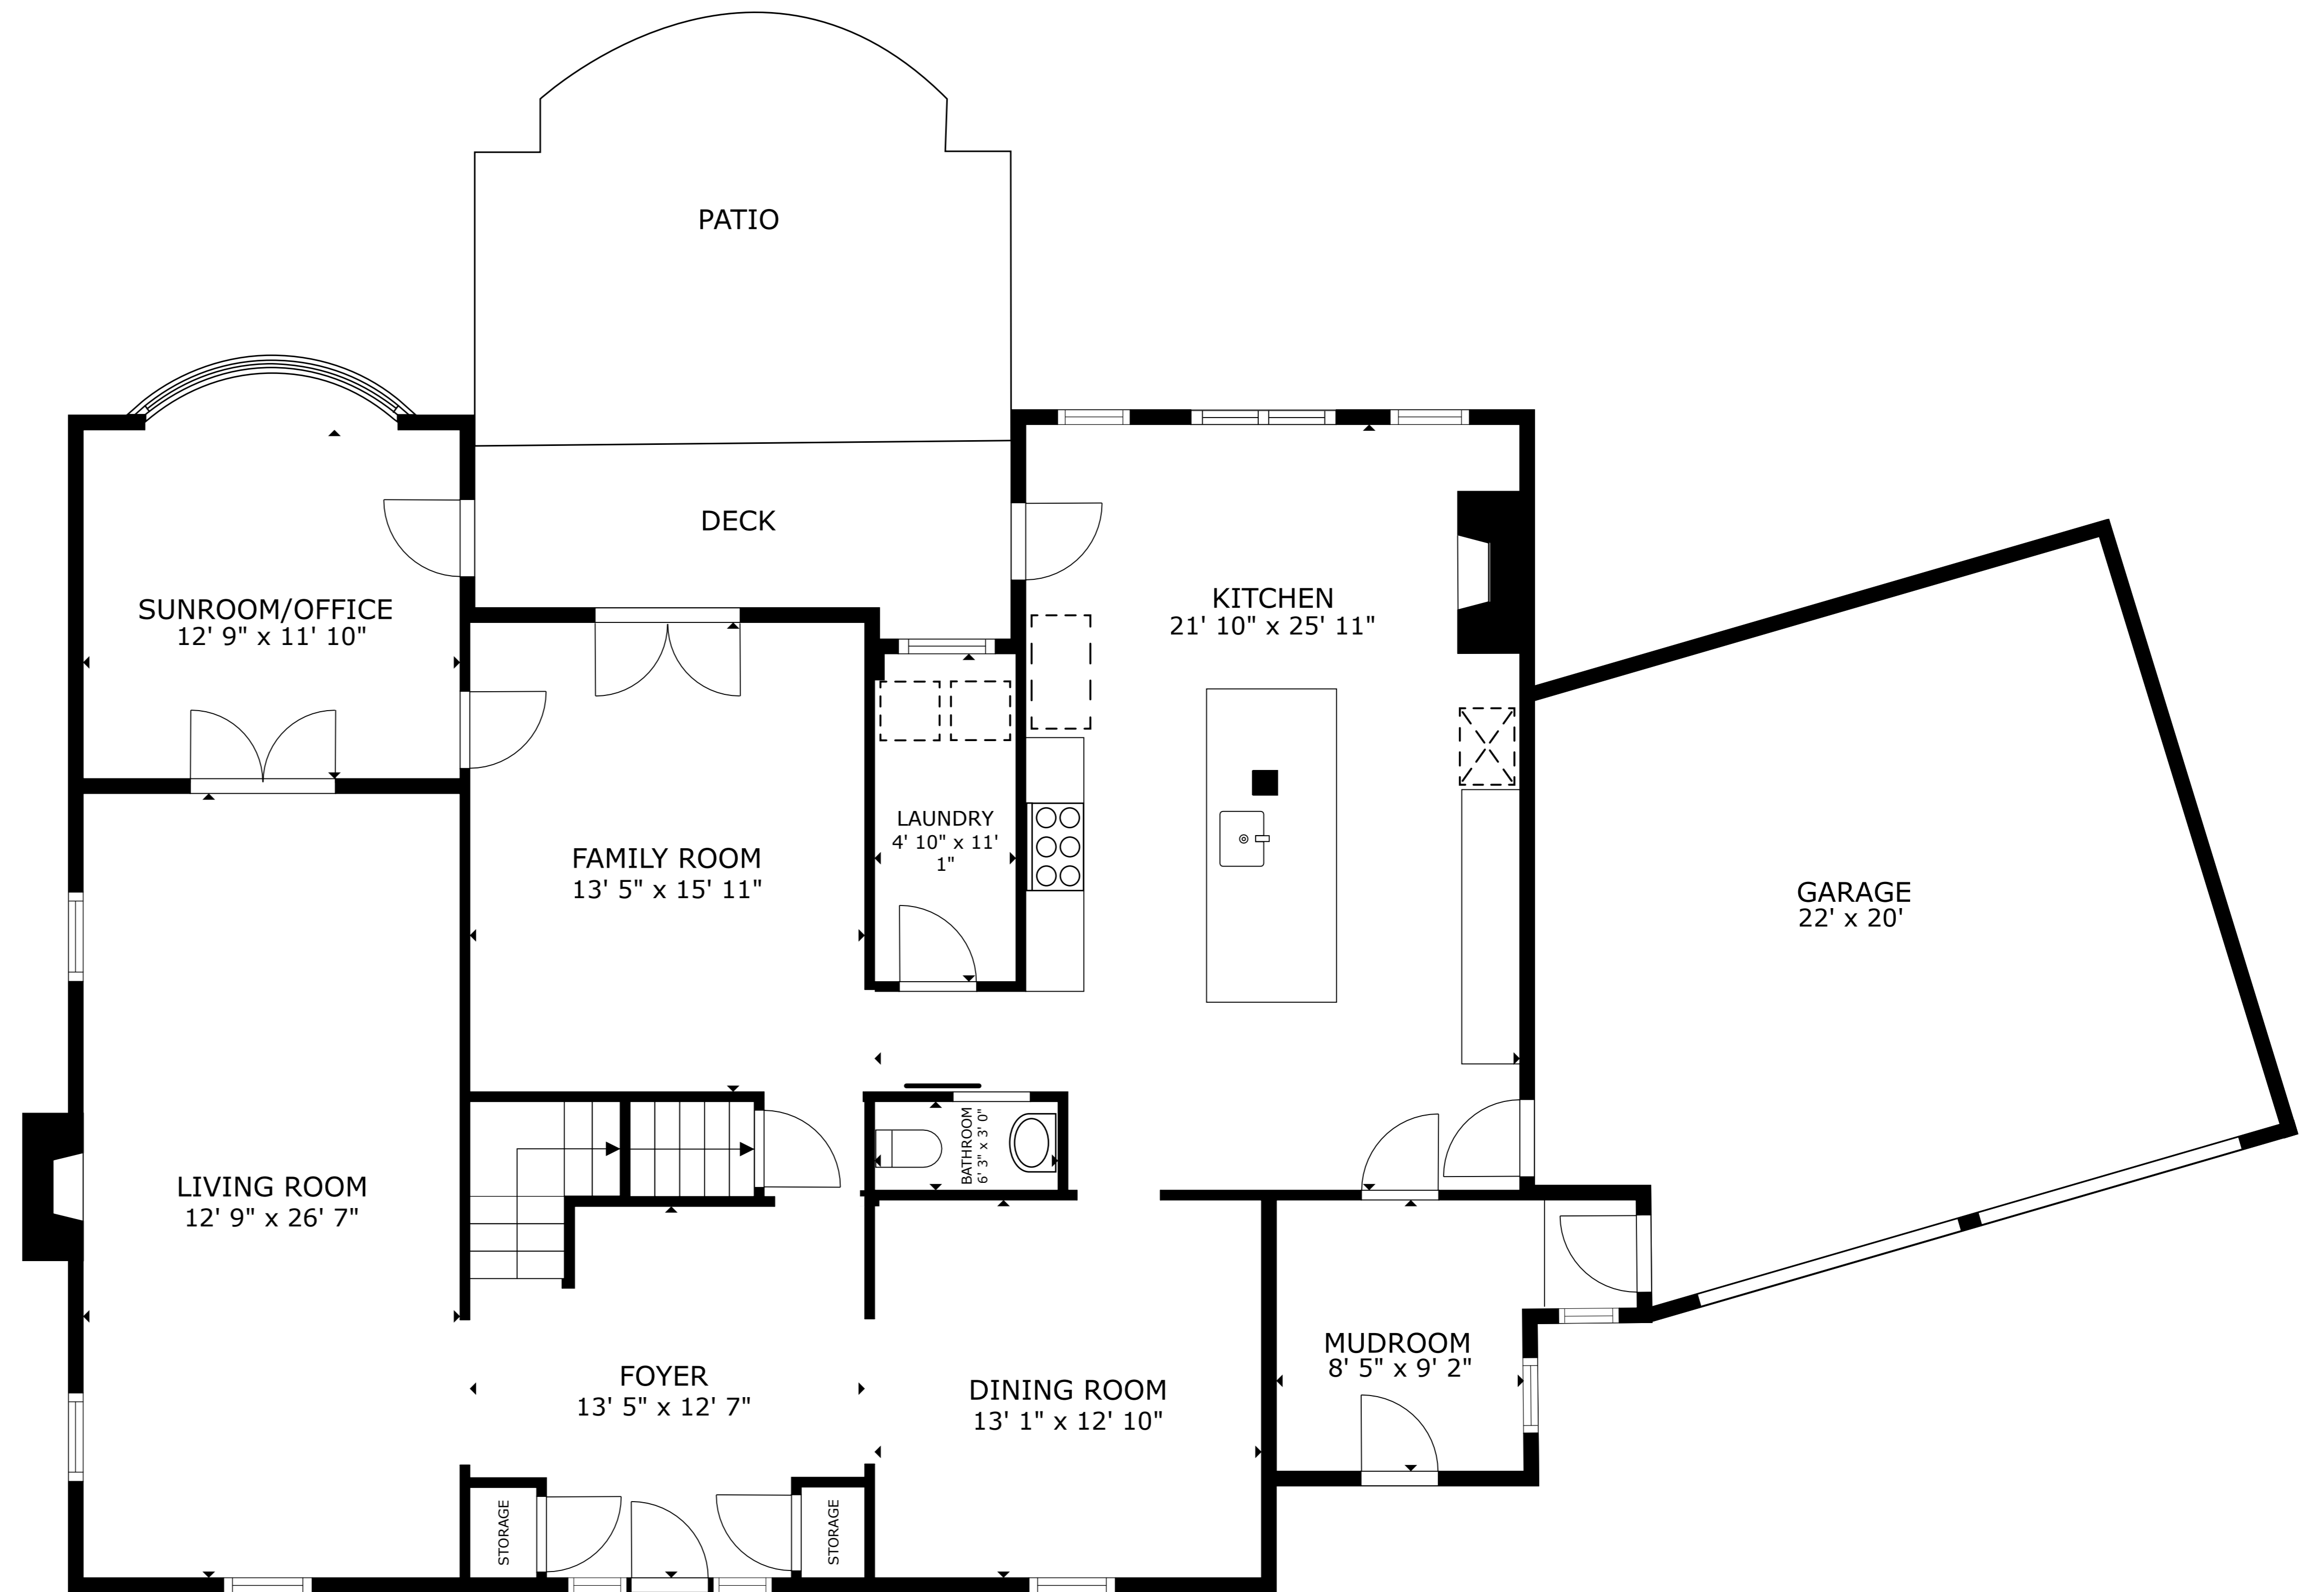 PATIO
DECK
SUNROOM/OFFICE
12' 9" x 11' 10"
KITCHEN
21' 10" x 25' 11"
LAUNDRY
4' 10" x 11'
1"
FAMILY ROOM
13' 5" x 15' 11"
GARAGE
22' x 20'
BATHROOM
6' 3" x 3' 0"
LIVING ROOM
12' 9" x 26' 7"
FOYER
13' 5" x 12' 7"
DINING ROOM
13' 1" x 12' 10"
MUDROOM
8' 5" x 9' 2"
STORAGE
STORAGE